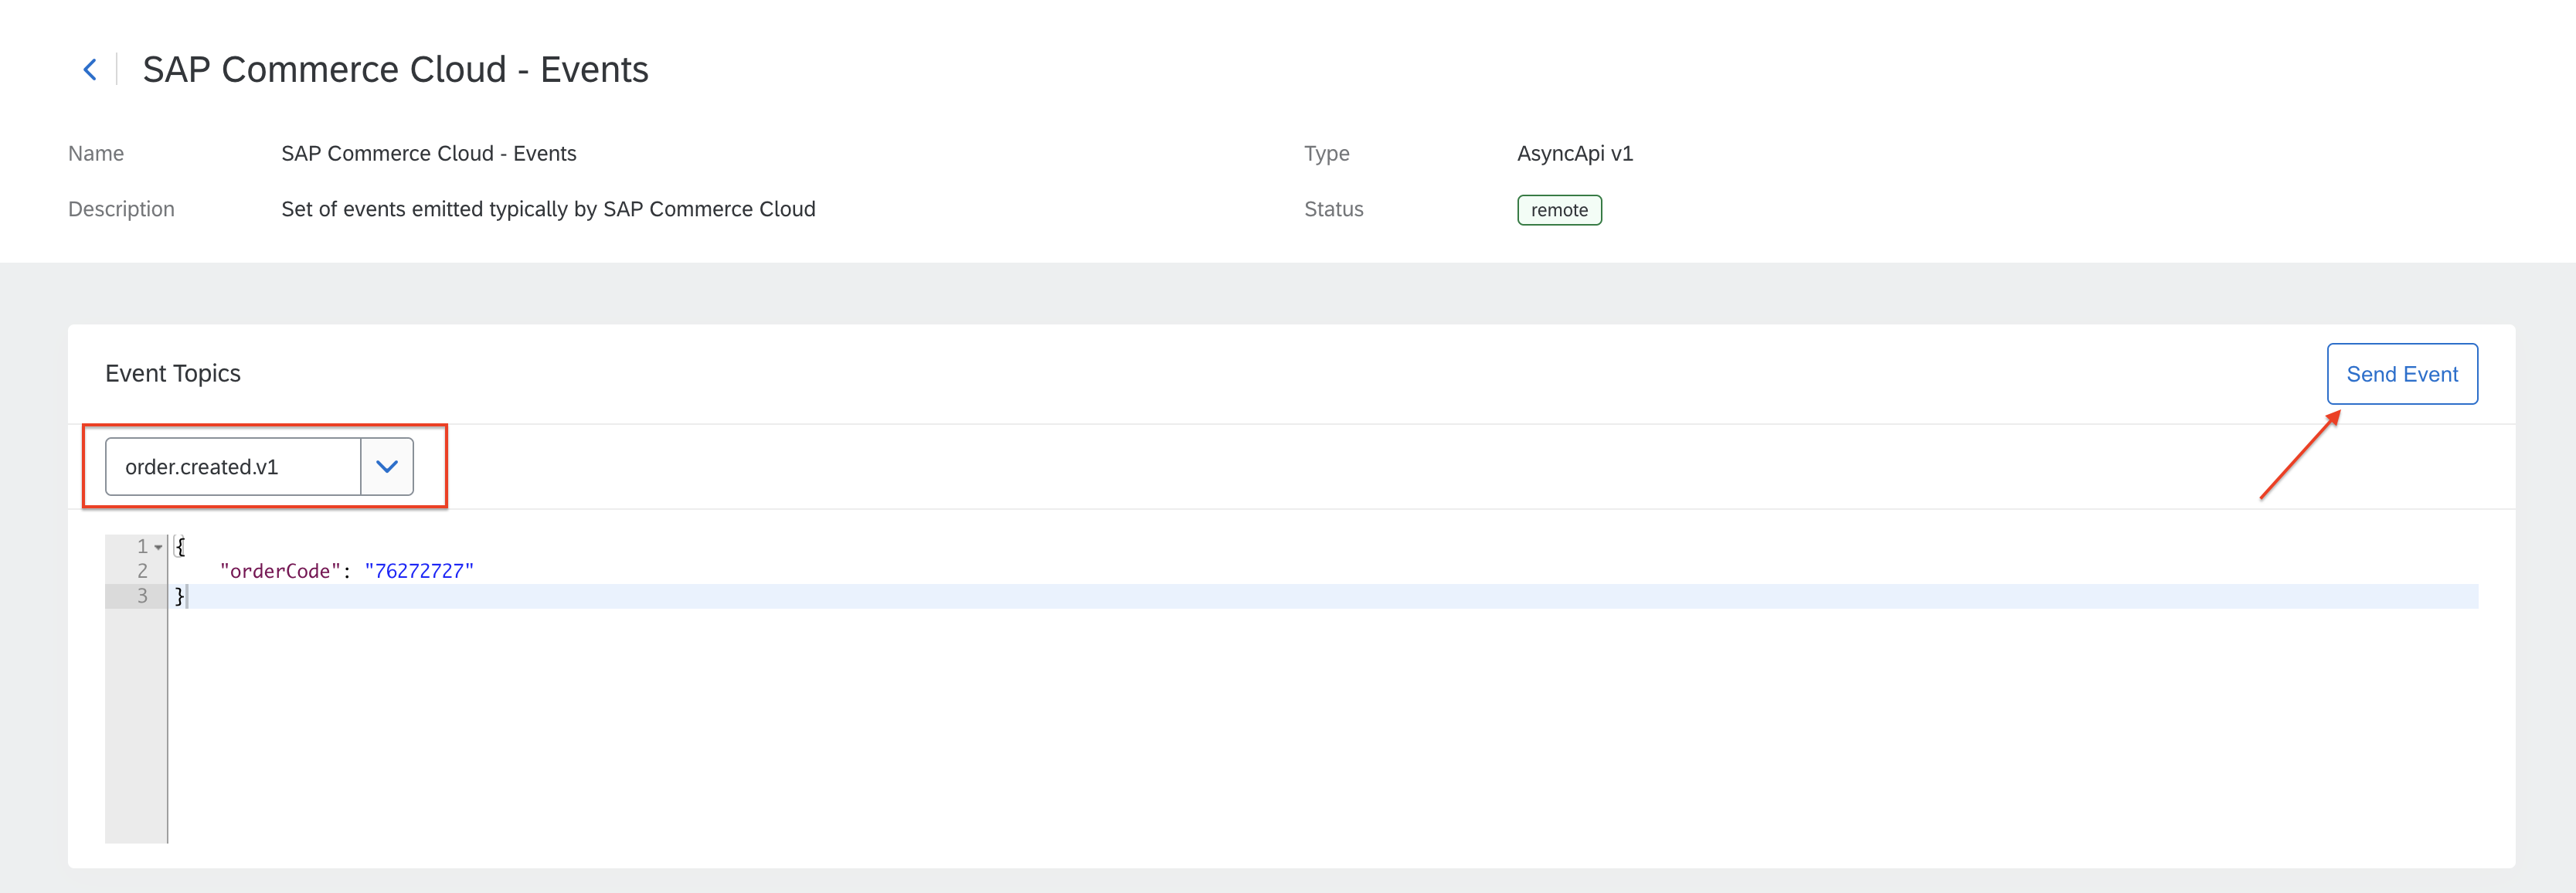 SAP Commerce Cloud - Events
Name SAP Commerce Cloud - Events Type AsyncApi v1
Description Set of events emitted typically by SAP Commerce Cloud Status remote
Event Topics Send Event
order.created.v1
1 {
2 "orderCode": "76272727"
3 }